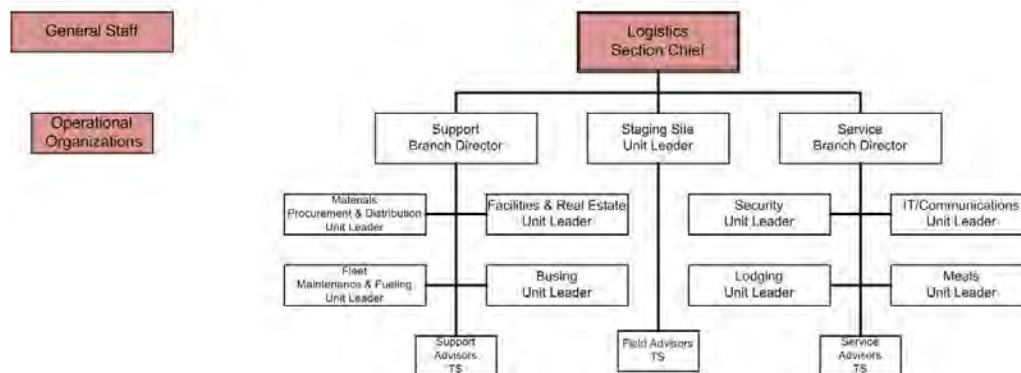 General Staff
Logistics
Section Chief
Operational
Organizations
Support
Branch Director
Staging Site
Unit Leader
Service
Branch Director
Materials
Procurement & Distribution
Unit Leader
Facilities & Real Estate
Unit Leader
Security
Unit Leader
IT/Communications
Unit Leader
Fleet
Maintenance & Fueling
Unit Leader
Busing
Unit Leader
Lodging
Unit Leader
Meals
Unit Leader
Support
Advisors
TS
Field Advisors
TS
Service
Advisors
TS